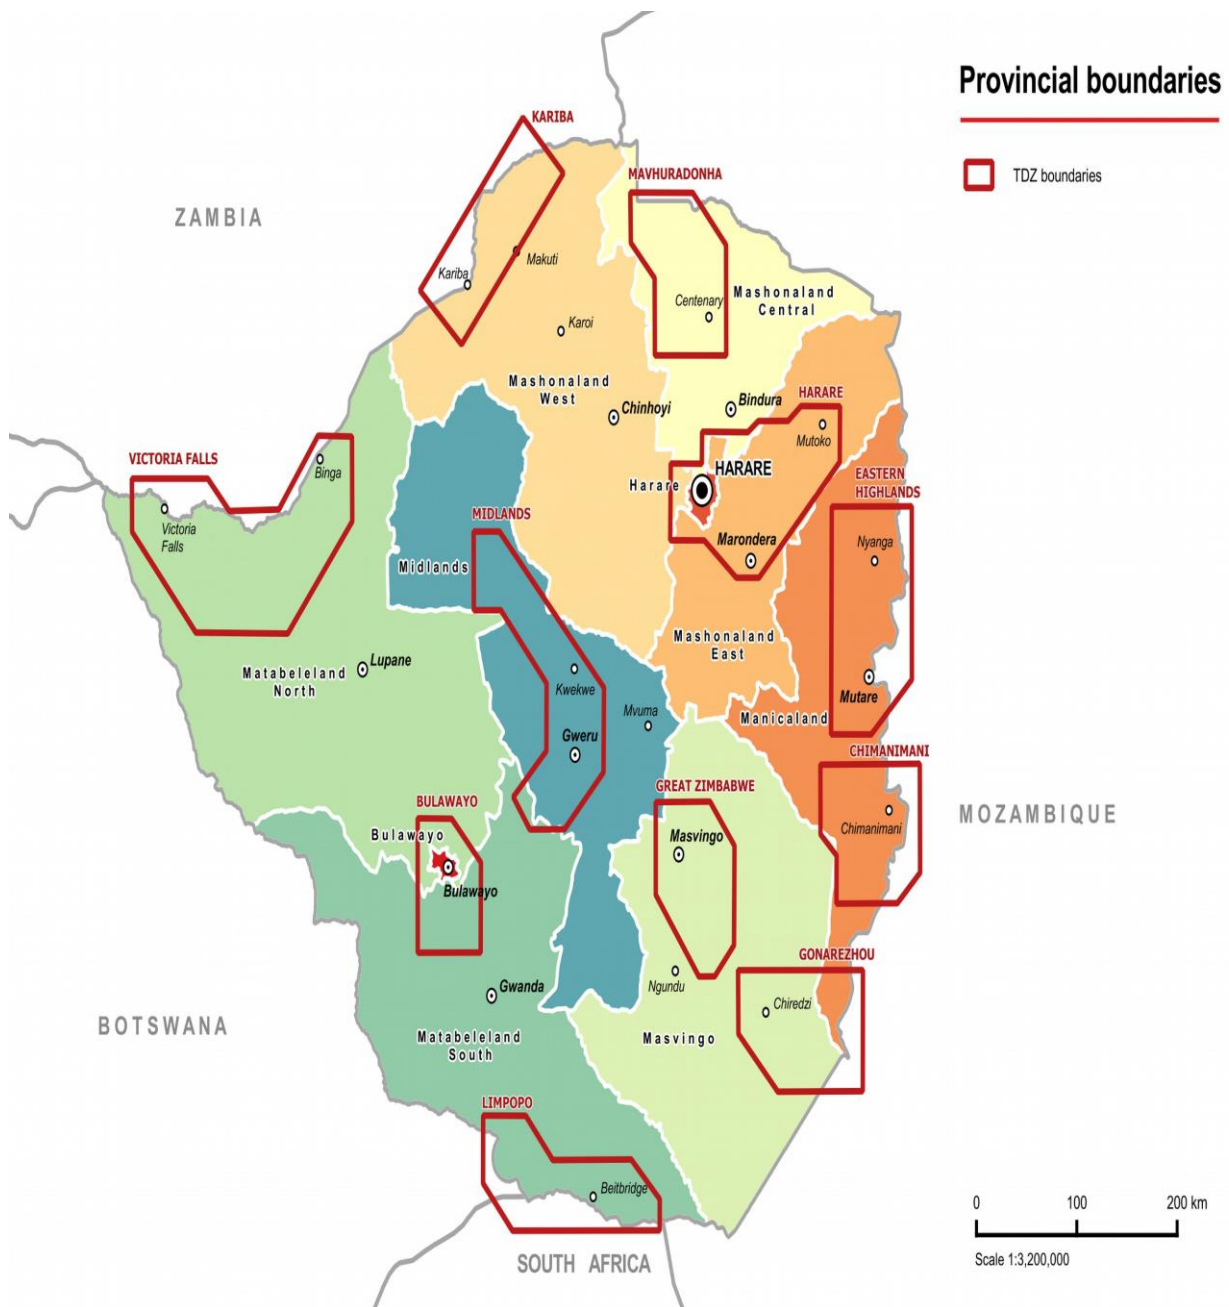 Provincial boundaries
TDZ boundaries
KARIBA
MAVHURADONHA
ZAMBIA
Kariba
Makuti
Karoi
Centenary
Mashonaland
Central
Mashonaland
West
Chinhoyi
Bindura
HARARE
Mutoko
VICTORIA FALLS
Binga
Victoria
Falls
Harare
HARARE
EASTERN
HIGHLANDS
Nyanga
MIDLANDS
Midlands
Marondera
Mashonaland
East
Matabeleland
North
Lupane
Kwekwe
Mvuma
Gweru
Mutare
Manicaland
CHIMANIMANI
Chimanimani
MOZAMBIQUE
BULAWAYO
Bulawayo
Bulawayo
GREAT ZIMBABWE
Masvingo
Ngundu
GONAREZHOU
Chiredzi
Gwanda
BOTSWANA
Matabeleland
South
Masvingo
LIMPOPO
Beitbridge
SOUTH AFRICA
0 100 200 km
Scale 1:3,200,000